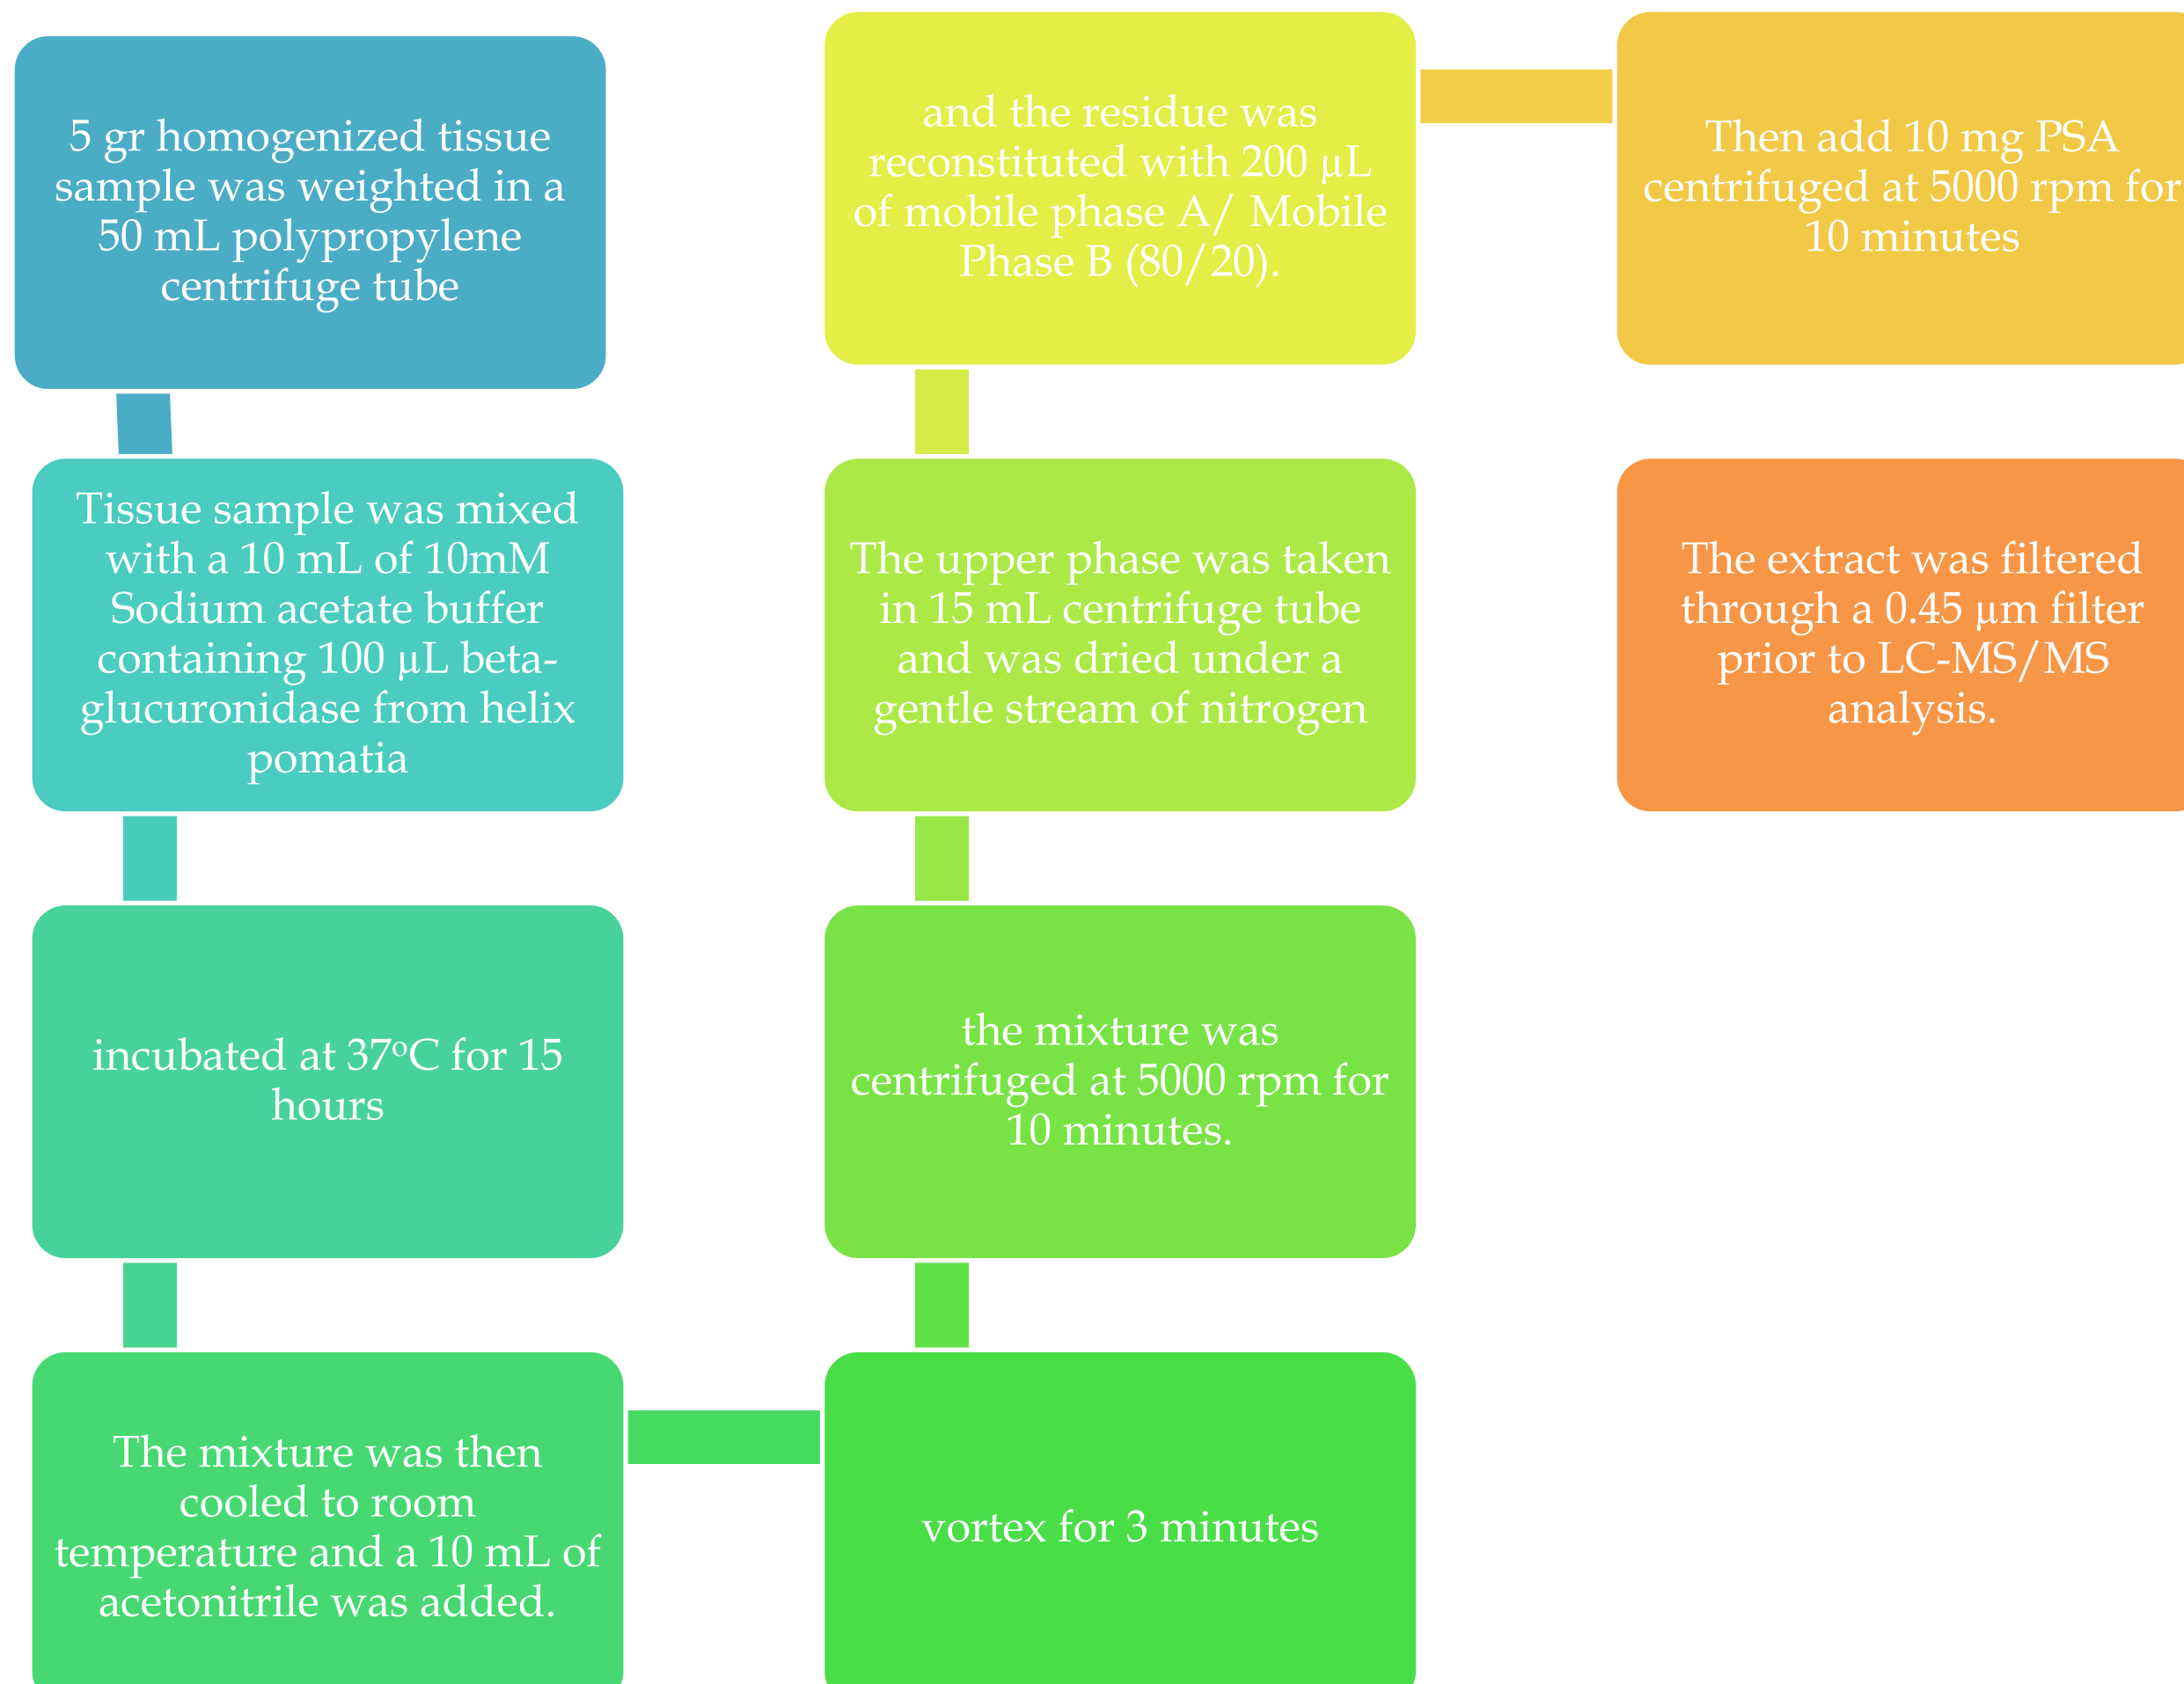 5 gr homogenized tissue
sample was weighted in a
50 mL polypropylene
centrifuge tube
Tissue sample was mixed
with a 10 mL of 10mM
Sodium acetate buffer
containing 100 µL beta-
glucuronidase from helix
pomatia
incubated at 37°C for 15
hours
The mixture was then
cooled to room
temperature and a 10 mL of
acetonitrile was added.
vortex for 3 minutes
the mixture was
centrifuged at 5000 rpm for
10 minutes.
The upper phase was taken
in 15 mL centrifuge tube
and was dried under a
gentle stream of nitrogen
and the residue was
reconstituted with 200 µL
of mobile phase A/ Mobile
Phase B (80/20).
Then add 10 mg PSA
centrifuged at 5000 rpm for
10 minutes
The extract was filtered
through a 0.45 µm filter
prior to LC-MS/MS
analysis.